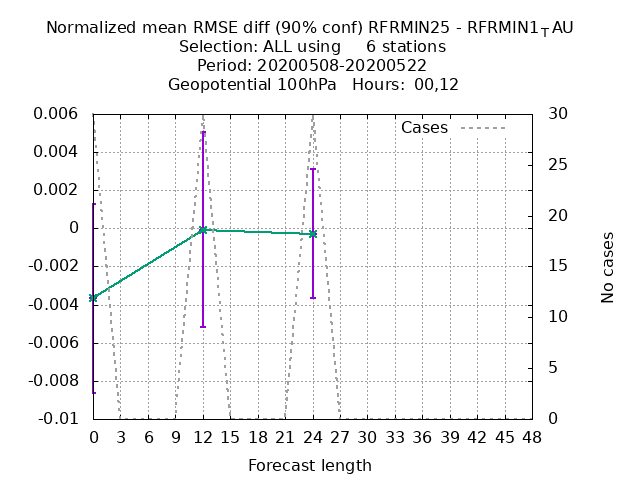 Normalized mean RMSE diff (90% conf) RFRMIN25 - RFRMIN1TAU
Selection: ALL using     6 stations
Period: 20200508-20200522
Geopotential 100hPa   Hours:  00,12
Cases
0.006
0.004
0.002
0
-0.002
-0.004
-0.006
-0.008
-0.01
30
25
20
15
10
5
0
No cases
0 3 6 9 12 15 18 21 24 27 30 33 36 39 42 45 48
Forecast length